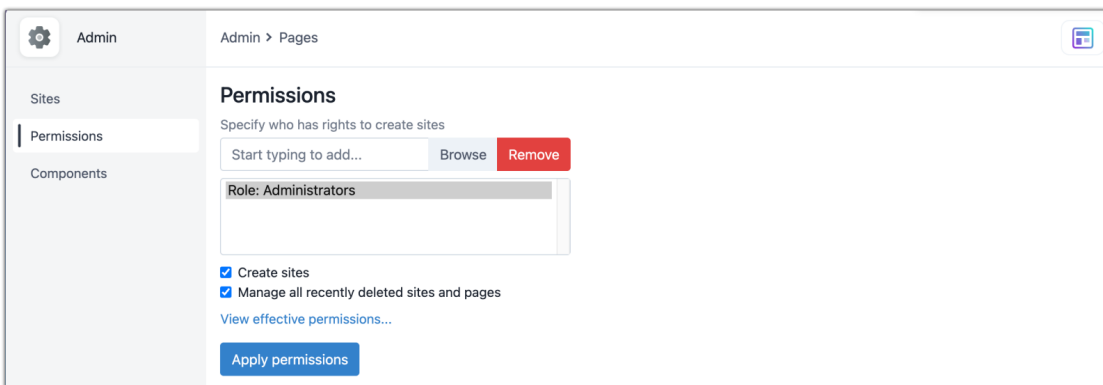 Admin
Admin > Pages
Sites
Permissions
Components
Permissions
Specify who has rights to create sites
Start typing to add... Browse Remove
Role: Administrators
Create sites
Manage all recently deleted sites and pages
View effective permissions...
Apply permissions